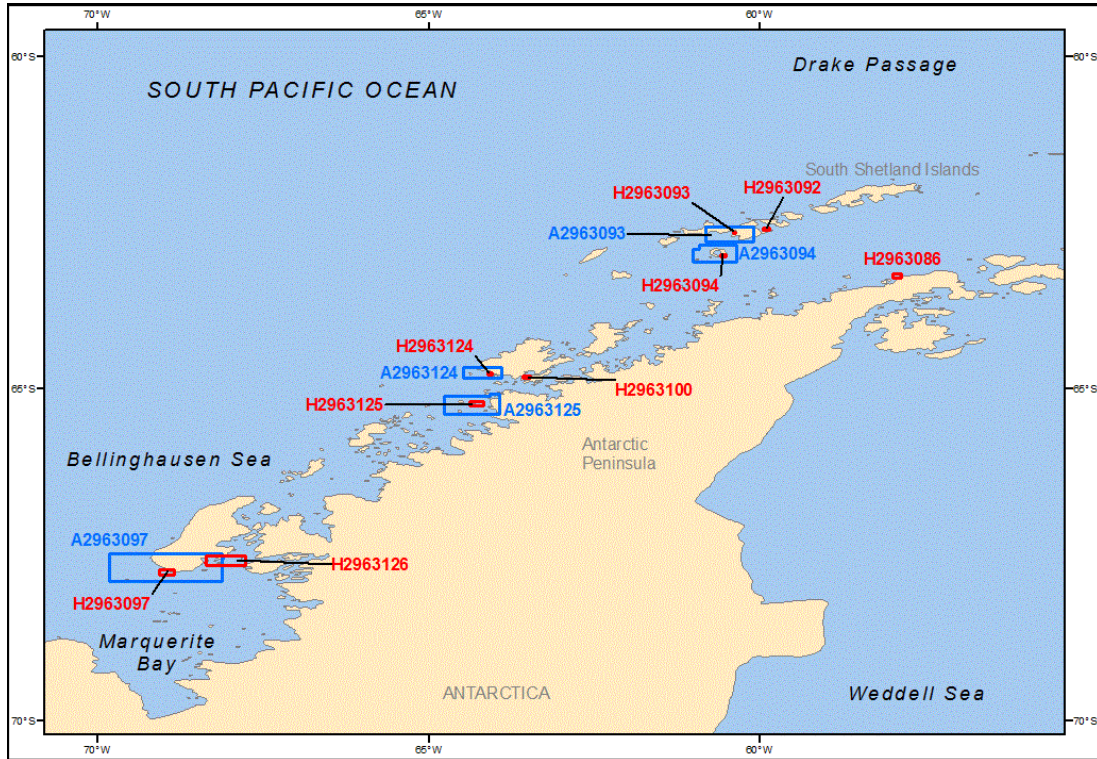 70°W 65°W 60°W
60°S 60°S
Drake Passage
SOUTH PACIFIC OCEAN
South Shetland Islands
H2963093 H2963092
A2963093
A2963094
H2963086
H2963094
H2963124
A2963124
H2963100
H2963125
A2963125
65°S 65°S
Antarctic
Peninsula
Bellinghausen Sea
A2963097
H2963126
H2963097
Marquerite
Bay
ANTARCTICA
Weddell Sea
70°S 70°S
70°W 65°W 60°W